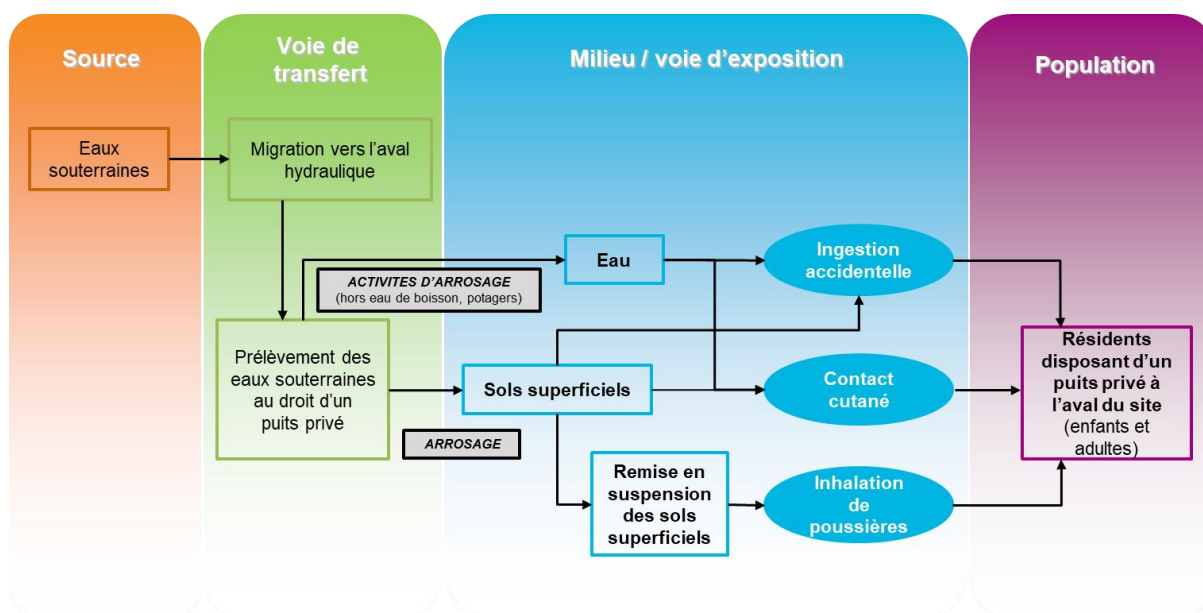 Source
Voie de
transfert
Milieu / voie d'exposition
Population
Eaux
souterraines
Migration vers l'aval
hydraulique
ACTIVITES D'ARROSAGE
(hors eau de boisson, potagers)
Eau
Ingestion
accidentelle
Prélèvement des
eaux souterraines
au droit d'un
puits privé
ARROSAGE
Sols superficiels
Contact
cutané
Remise en
suspension
des sols
superficiels
Inhalation
de
poussières
Résidents
disposant d'un
puits privé à
l'aval du site
(enfants et
adultes)